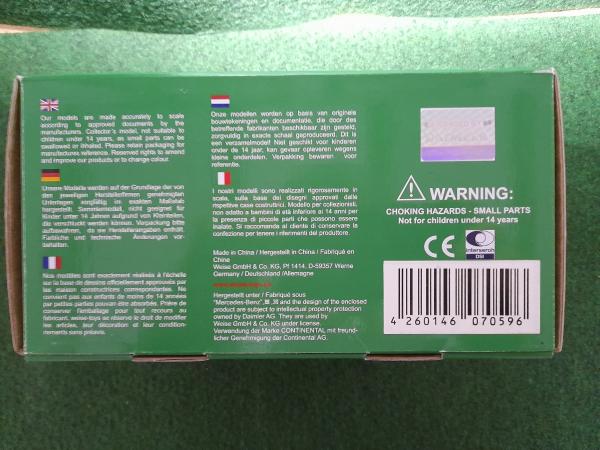 Our models are made accurately to scale
according to approved documents by the
manufacturers. Collector's model, not suitable to
children under 14 years, as small parts can be
swallowed or inhaled. Please retain packaging for
manufacturers reference. Reserved rights to amend
and improve our products or to change colour.
Unsere Modelle werden auf der Grundlage der von
den jeweiligen Herstellerfirmen genehmigten
Unterlagen sorgfältig im exakten Maßstab
hergestellt. Sammlermodell, nicht geeignet für
Kinder unter 14 Jahren aufgrund von Kleinteilen,
die verschluckt werden können. Verpackung bitte
aufbewahren, da sie Herstellerangaben enthält.
Farbliche und technische Änderungen vor-
behalten.
Nos modèles sont exactement réalisés à l'échelle
sur la base des dossiers officiellement approuvés par
les maisons constructrices correspondantes. Ne
convient pas aux enfants de moins de 14 années
par petites parties pouvant être absorbées. Prière de
conserver l'emballage pour tout recours au
fabricant. weise-toys se réserve le droit de modifier
les articles, leur décoration et leur condition-
nements sans préavis.
Onze modellen worden op basis van originele
bouwtekeningen en documentatie, die door des
betreffende fabrikanten beschikbaar zijn gesteld,
zorgvuldig in exacte schaal geproduceerd. Dit is
een verzamelmodel! Niet geschikt voor kinderen
onder de 14 jaar, kan gevaar opleveren wegens
kleine onderdelen. Verpakking bewaren voor
referentie.
I nostri modelli sono realizzati rigorosamente in
scala, sulla base dei disegni approvati dalle
rispettive case costruttrici. Modello per collezionisti,
non adatto a bambini di età inferiore ai 14 anni per
la presenza di piccole parti che possono essere
inalate. Si raccomanda al cliente di conservare la
confezione per tenere i riferimenti del produttore.
Made in China / Hergestellt in China / Fabriqué
en China
Weise GmbH & Co. KG, Pf 1414, D-59357 Werne
Germany / Deutschland /Allemagne
Hergestellt unter / Fabriqué sous
"Mercedes-Benz", and the design of the enclosed
product are subject to intellectual property protection
owned by Daimler AG. They are used by
Weise GmbH & Co. KG under license.
Verwendung der Marke CONTINENTAL mit freund-
licher Genehmigung der Continental AG.
WARNING:
CHOKING HAZARDS - SMALL PARTS
Not for children under 14 years
CE
interseroh
DSI
4 260146 070596